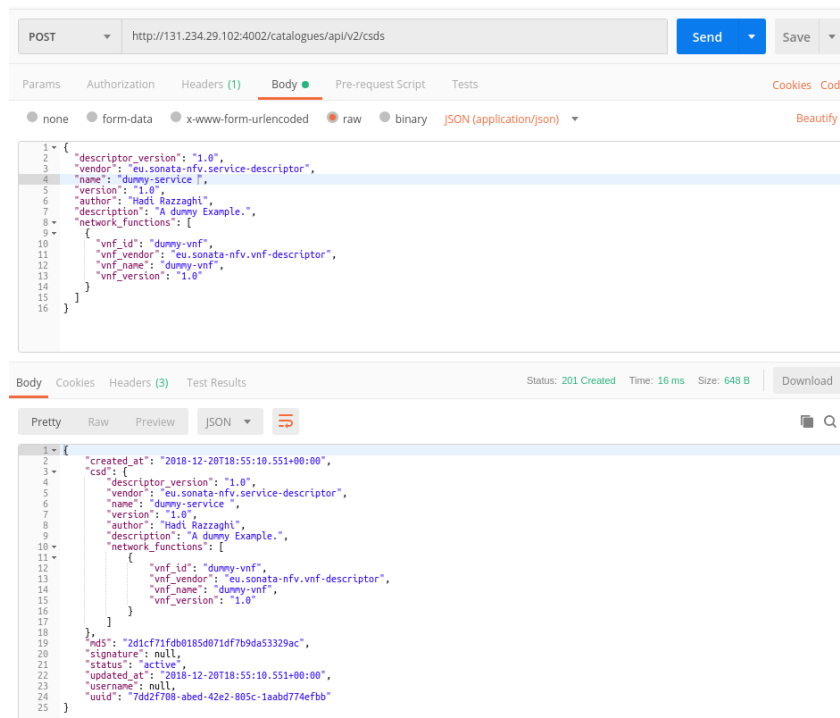 POST http://131.234.29.102:4002/catalogues/api/v2/csds Send Save
Params Authorization Headers (1) Body Pre-request Script Tests Cookies Cod
none form-data x-www-form-urlencoded raw binary JSON (application/json) Beautify
1 {
2 "descriptor_version": "1.0",
3 "vendor": "eu.sonata-nfv.service-descriptor",
4 "name": "dummy-service ",
5 "version": "1.0",
6 "author": "Hadi Razzaghi",
7 "description": "A dummy Example.",
8 "network_functions": [
9 {
10 "vnf_id": "dummy-vnf",
11 "vnf_vendor": "eu.sonata-nfv.vnf-descriptor",
12 "vnf_name": "dummy-vnf",
13 "vnf_version": "1.0"
14 }
15 ]
16 }
Body Cookies Headers (3) Test Results Status: 201 Created Time: 16 ms Size: 648 B Download
Pretty Raw Preview JSON
1 {
2 "created_at": "2018-12-20T18:55:10.551+00:00",
3 "csd": {
4 "descriptor_version": "1.0",
5 "vendor": "eu.sonata-nfv.service-descriptor",
6 "name": "dummy-service ",
7 "version": "1.0",
8 "author": "Hadi Razzaghi",
9 "description": "A dummy Example.",
10 "network_functions": [
11 {
12 "vnf_id": "dummy-vnf",
13 "vnf_vendor": "eu.sonata-nfv.vnf-descriptor",
14 "vnf_name": "dummy-vnf",
15 "vnf_version": "1.0"
16 }
17 ]
18 },
19 "md5": "2d1cf71fdb0185d071df7b9da53329ac",
20 "signature": null,
21 "status": "active",
22 "updated_at": "2018-12-20T18:55:10.551+00:00",
23 "username": null,
24 "uuid": "7dd2f708-abed-42e2-805c-1aabd774efbb"
25 }